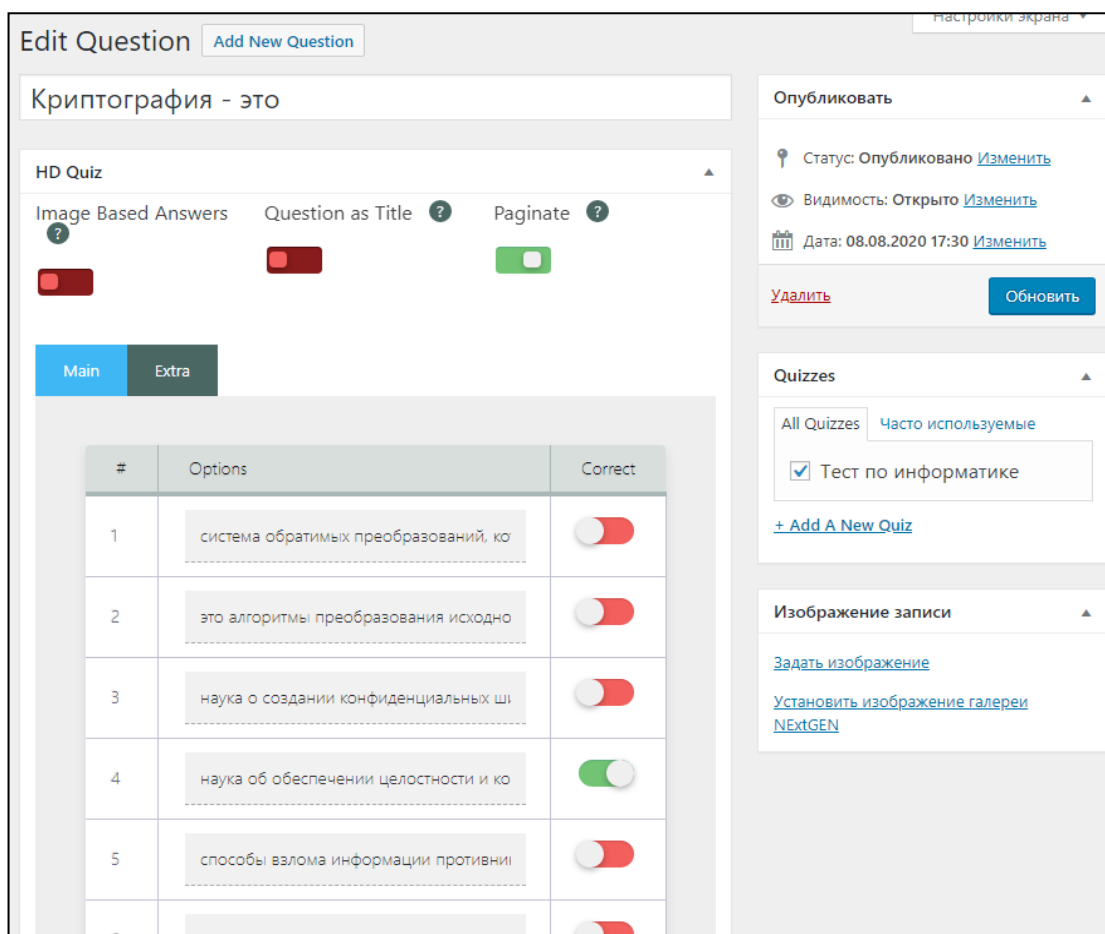 Настройки экрана
Edit Question Add New Question
Криптография - это
HD Quiz
Image Based Answers ?
Question as Title ?
Paginate ?
Main Extra
# Options Correct
1 система обратимых преобразований,
2 это алгоритмы преобразования
3 наука о создании конфиденциальных
4 наука об обеспечении целостности и
5 способы взлома информации
Опубликовать
Статус: Опубликовано Изменить
Видимость: Открыто Изменить
Дата: 08.08.2020 17:30 Изменить
Удалить Обновить
Quizzes
All Quizzes Часто используемые
Тест по информатике
+ Add A New Quiz
Изображение записи
Задать изображение
Установить изображение галереи
NExtGEN